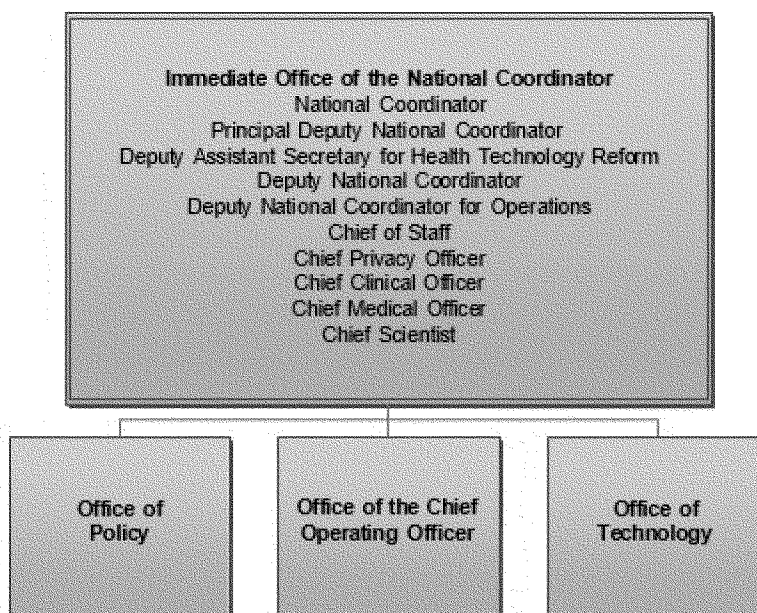 Immediate Office of the National Coordinator
National Coordinator
Principal Deputy National Coordinator
Deputy Assistant Secretary for Health Technology Reform
Deputy National Coordinator
Deputy National Coordinator for Operations
Chief of Staff
Chief Privacy Officer
Chief Clinical Officer
Chief Medical Officer
Chief Scientist
Office of
Policy
Office of the Chief
Operating Officer
Office of
Technology